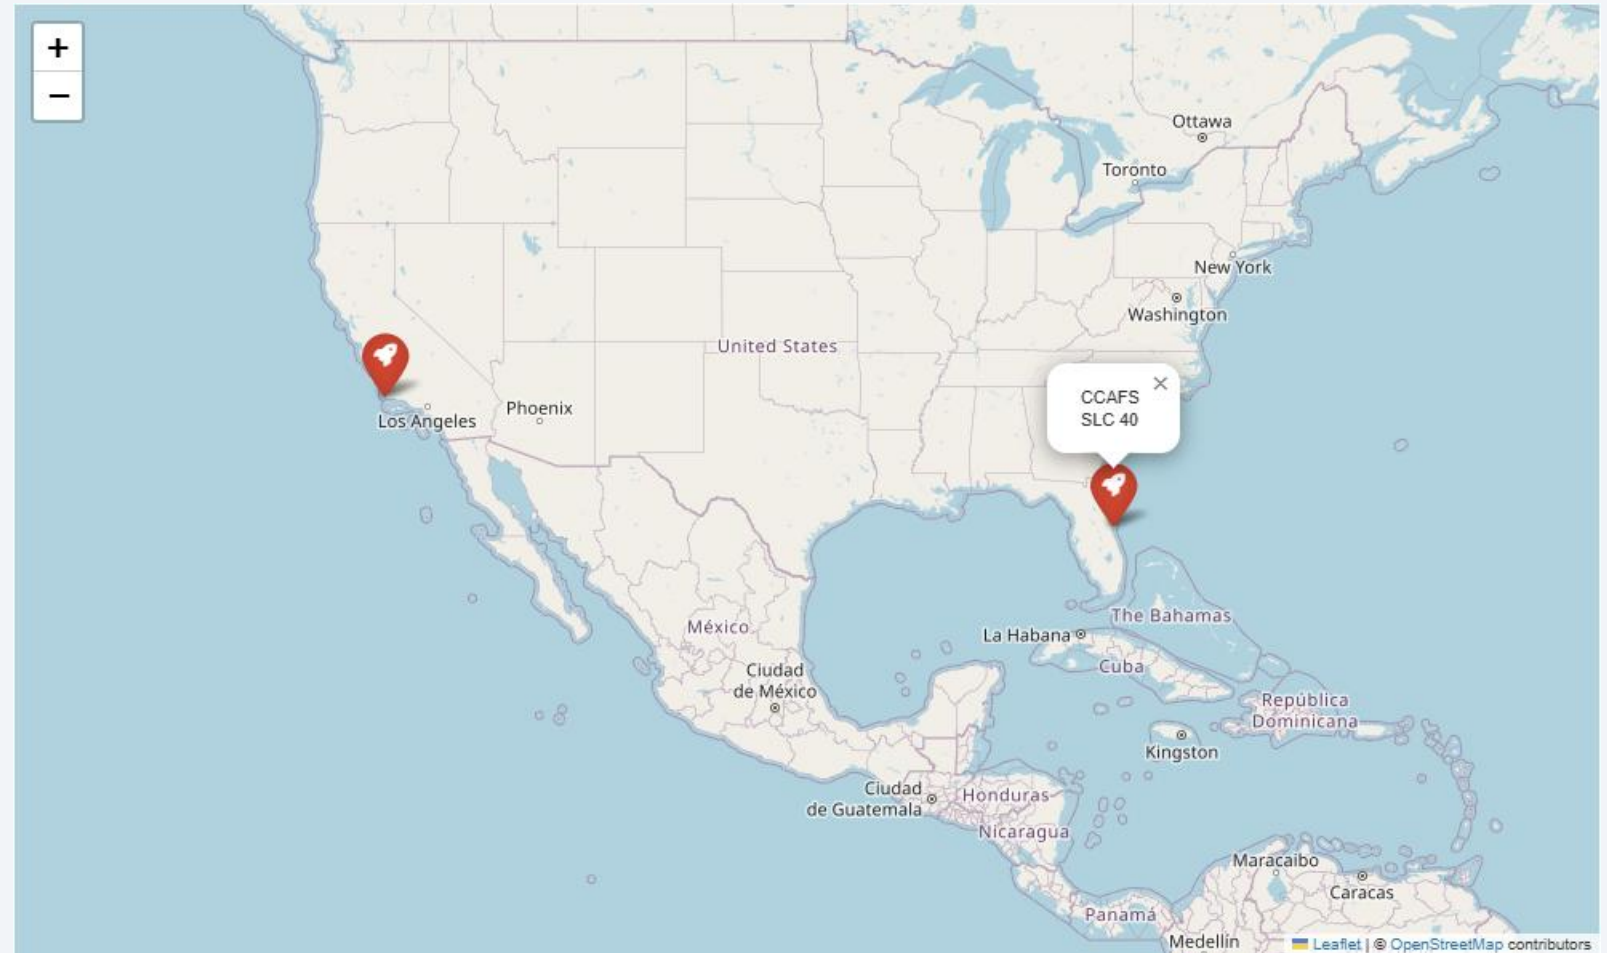 +
−
Ottawa
Toronto
New York
Washington
United States
CCAFS
SLC 40
×
Los Angeles
Phoenix
The Bahamas
La Habana
México
Cuba
Ciudad
de México
República
Dominicana
Kingston
Ciudad
de Guatemala
Honduras
Nicaragua
Maracaibo
Caracas
Panamá
Medellín
Leaflet | © OpenStreetMap contributors